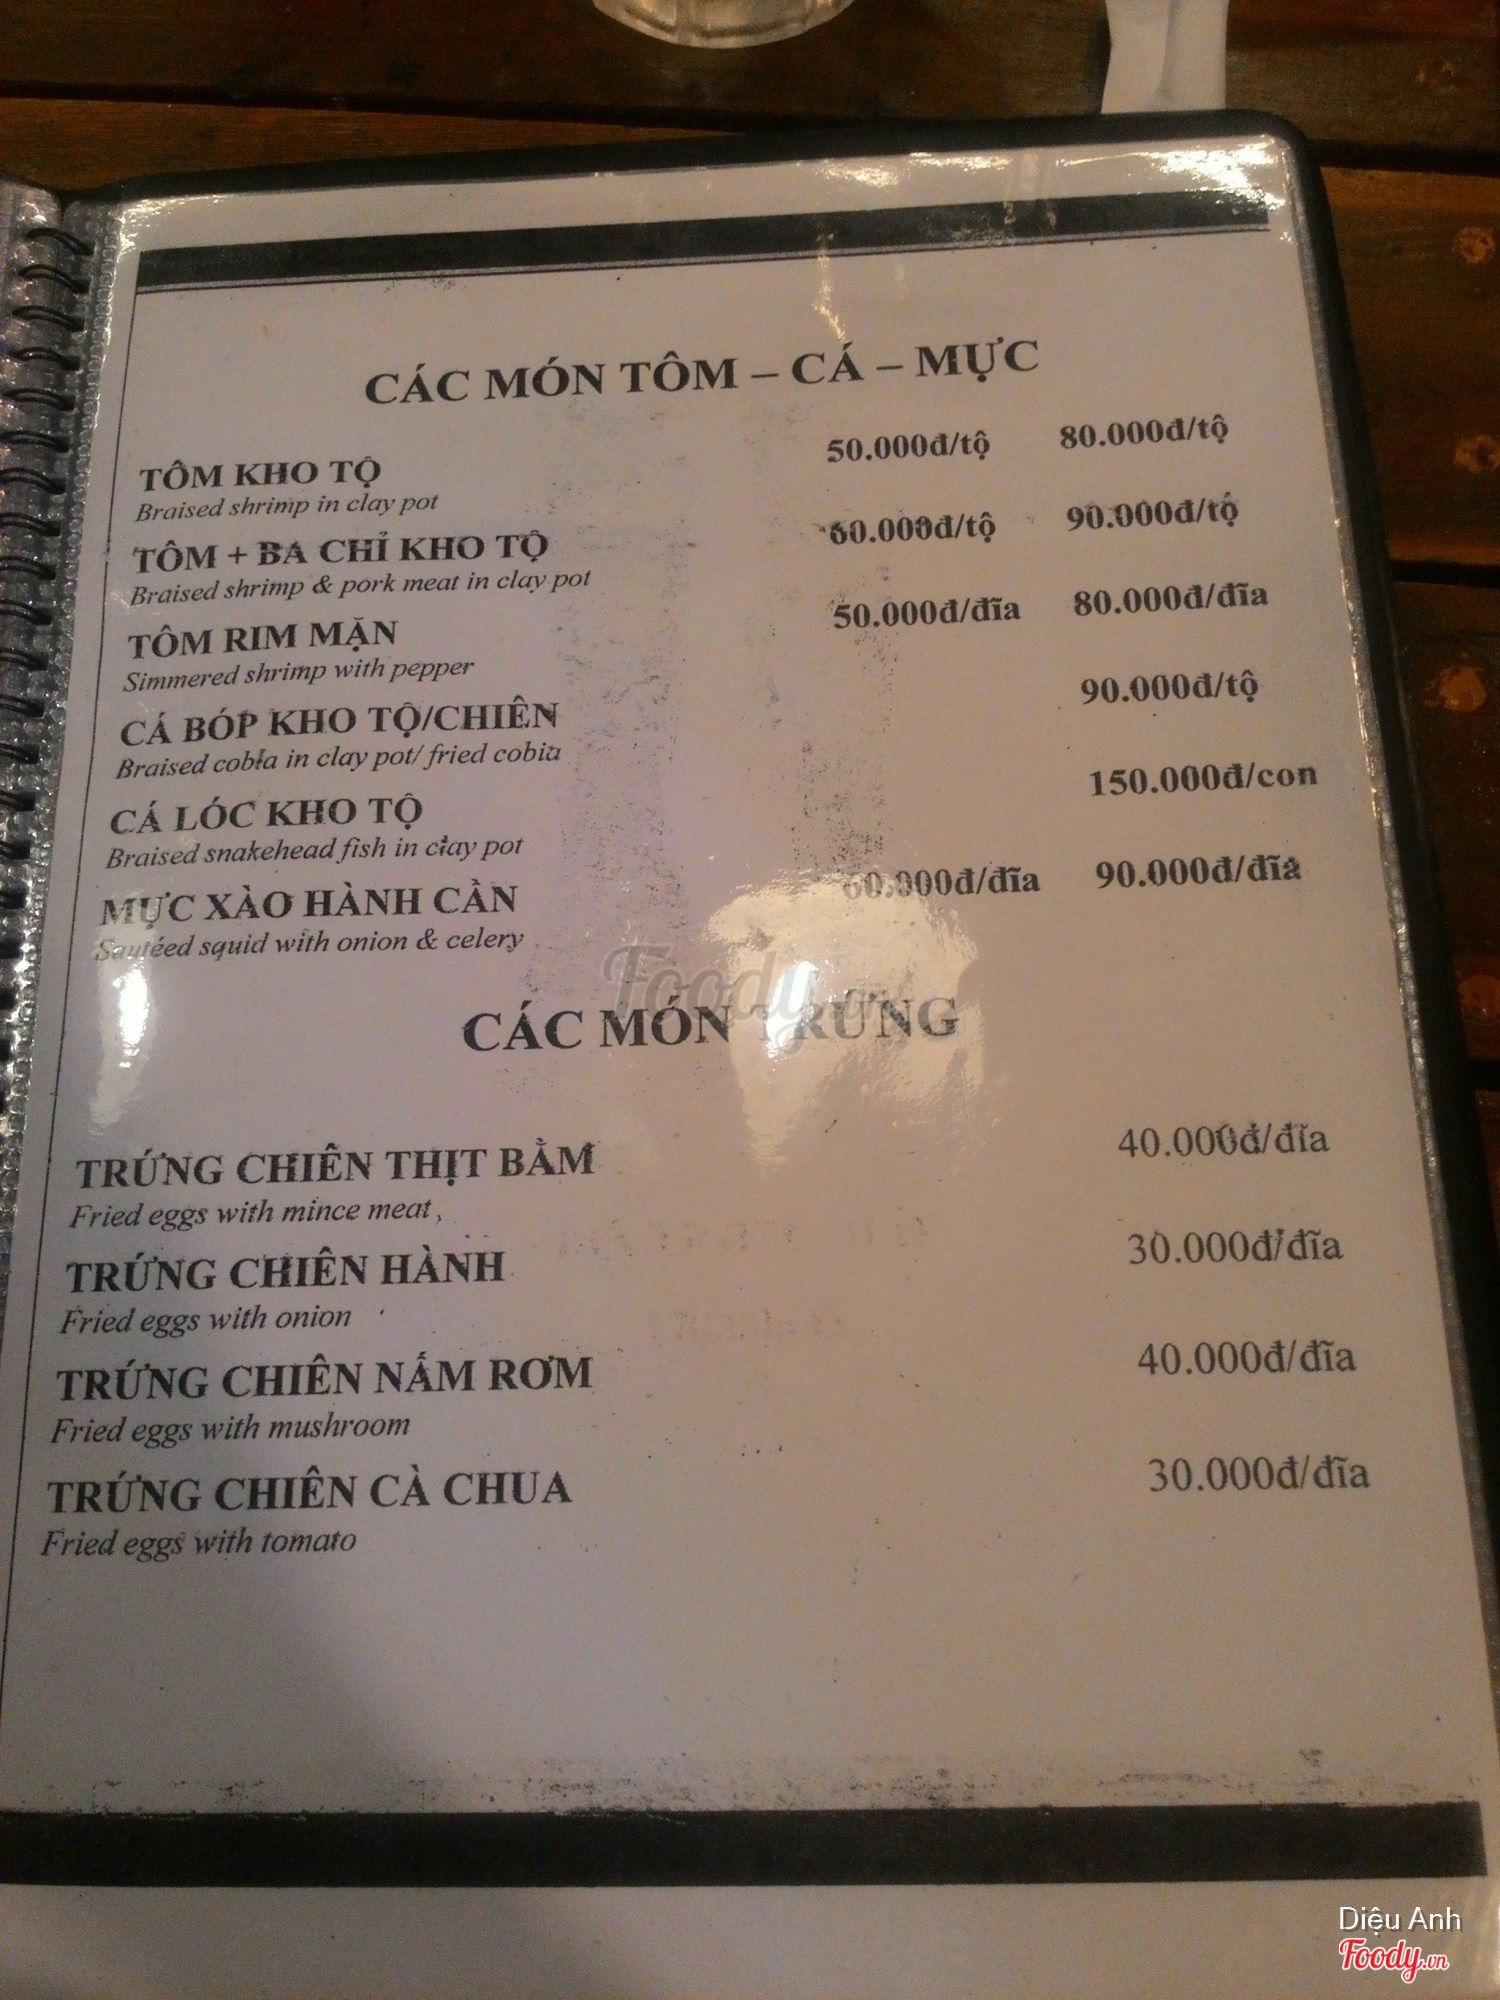 CÁC MÓN TÔM – CÁ – MỰC
TÔM KHO TỘ 50.000đ/tộ 80.000đ/tộ
Braised shrimp in clay pot
TÔM + BA CHỈ KHO TỘ 60.000đ/tộ 90.000đ/tộ
Braised shrimp & pork meat in clay pot
TÔM RIM MẶN 50.000đ/đĩa 80.000đ/đĩa
Simmered shrimp with pepper
CÁ BÓP KHO TỘ/CHIÊN 90.000đ/tộ
Braised cobia in clay pot/ fried cobia
CÁ LÓC KHO TỘ 150.000đ/con
Braised snakehead fish in clay pot
MỰC XÀO HÀNH CẦN 60.000đ/đĩa 90.000đ/đĩa
Sautéed squid with onion & celery
Foody.vn
CÁC MÓN TRỨNG
TRỨNG CHIÊN THỊT BẰM 40.000đ/đĩa
Fried eggs with mince meat
TRỨNG CHIÊN HÀNH 30.000đ/đĩa
Fried eggs with onion
TRỨNG CHIÊN NẤM RƠM 40.000đ/đĩa
Fried eggs with mushroom
TRỨNG CHIÊN CÀ CHUA 30.000đ/đĩa
Fried eggs with tomato
Diệu Anh
Foody.vn